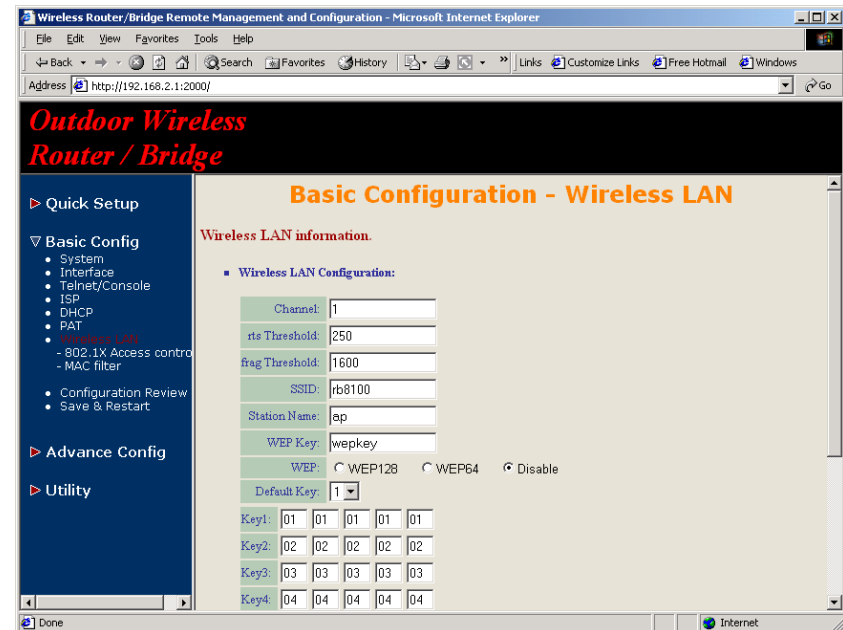 Wireless Router/Bridge Remote Management and Configuration - Microsoft Internet Explorer
File Edit View Favorites Tools Help
Back Search Favorites History » Links Customize Links Free Hotmail Windows
Address http://192.168.2.1:2000/ Go
Outdoor Wireless
Router / Bridge
Quick Setup
Basic Config
System
Interface
Telnet/Console
ISP
DHCP
PAT
Wireless LAN
- 802.1X Access contro
- MAC filter
Configuration Review
Save & Restart
Advance Config
Utility
Basic Configuration - Wireless LAN
Wireless LAN information.
Wireless LAN Configuration:
Channel: 1
rts Threshold: 250
frag Threshold: 1600
SSID: rb8100
Station Name: ap
WEP Key: wepkey
WEP: WEP128 WEP64 Disable
Default Key: 1
Key1: 01 01 01 01 01
Key2: 02 02 02 02 02
Key3: 03 03 03 03 03
Key4: 04 04 04 04 04
Done Internet